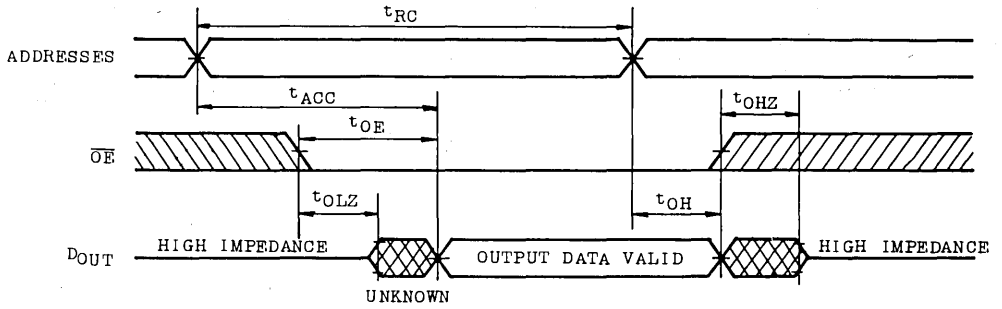 tRC
ADDRESSES
tACC
tOHZ
tOE
OE
tOLZ
tOH
HIGH IMPEDANCE
DOUT
OUTPUT DATA VALID
HIGH IMPEDANCE
UNKNOWN